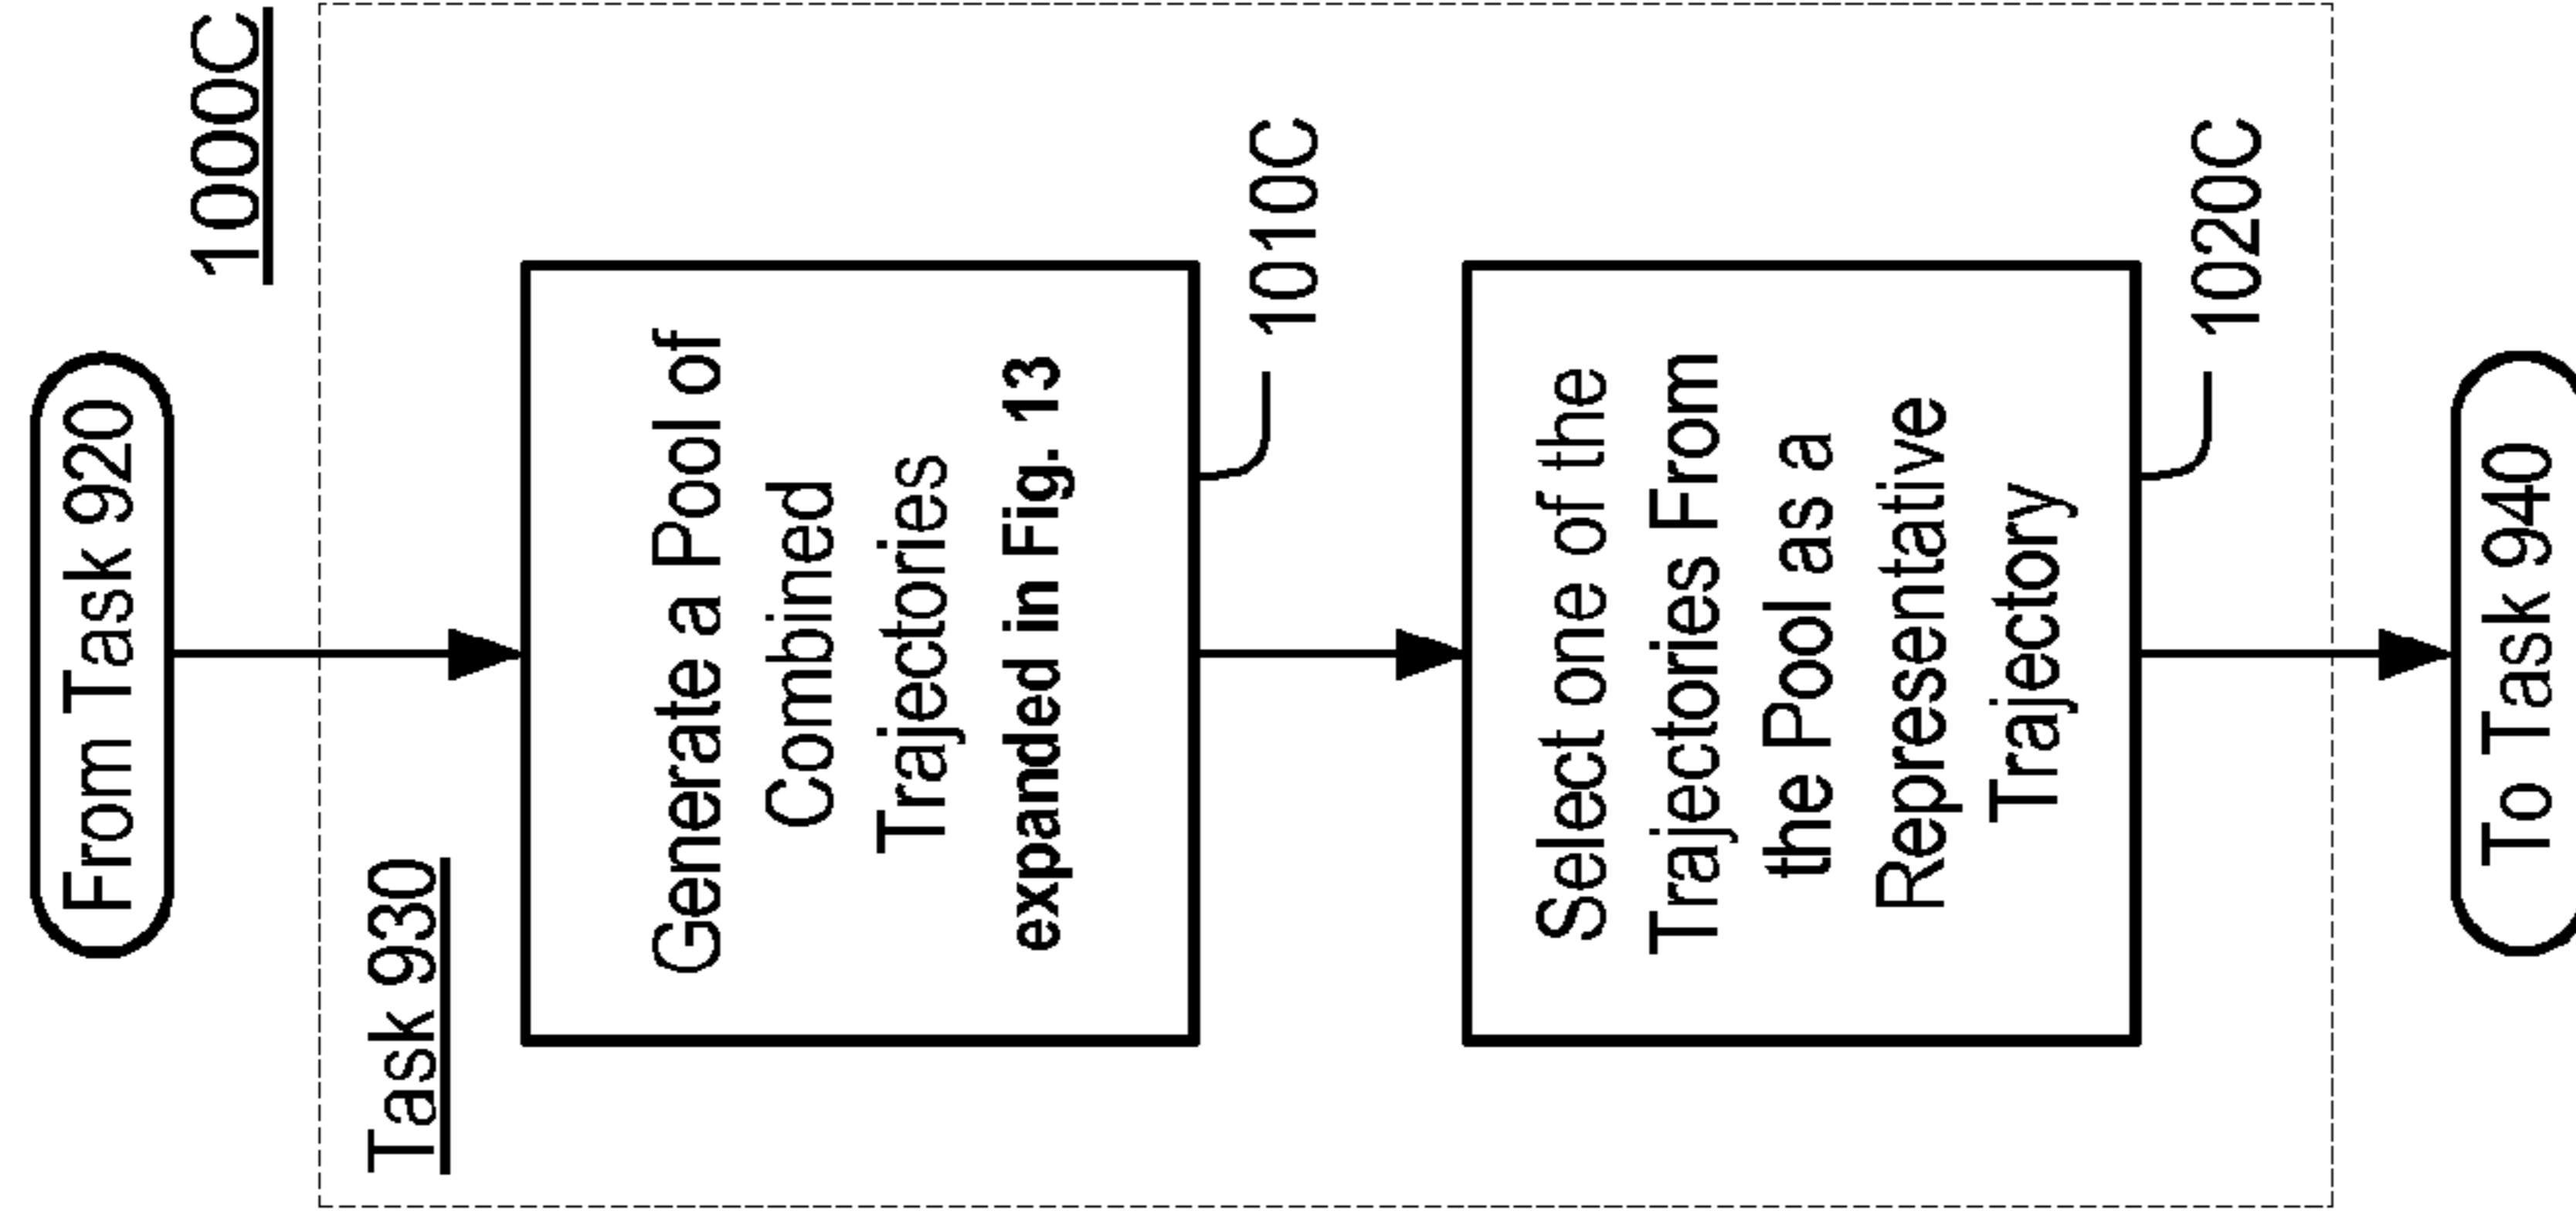 1000C
From Task 920
Task 930
Generate a Pool of
Combined
Trajectories
expanded in Fig. 13
1010C
Select one of the
Trajectories From
the Pool as a
Representative
Trajectory
1020C
To Task 940